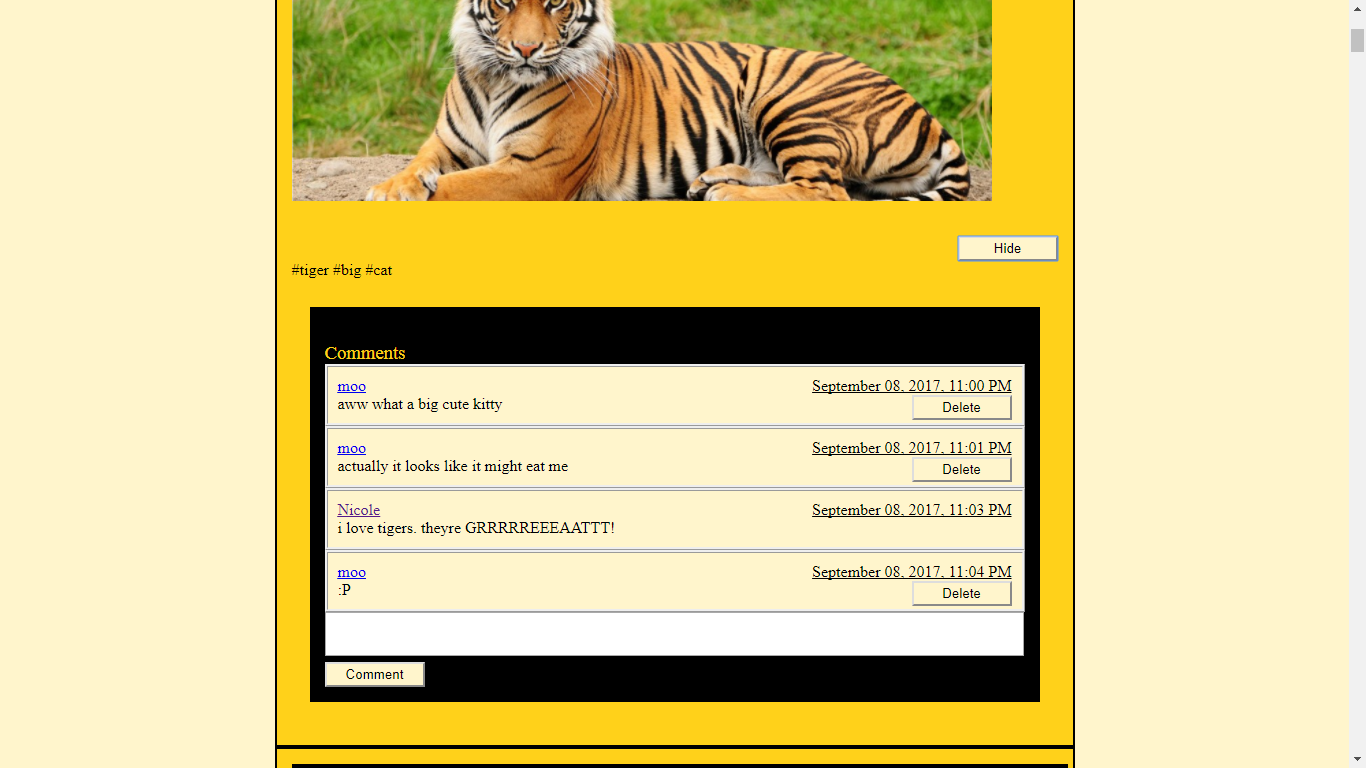 Hide
#tiger #big #cat
Comments
moo September 08, 2017, 11:00 PM
aww what a big cute kitty
Delete
moo September 08, 2017, 11:01 PM
actually it looks like it might eat me
Delete
Nicole September 08, 2017, 11:03 PM
i love tigers. theyre GRRRRREEEAATTT!
moo September 08, 2017, 11:04 PM
:P
Delete
Comment